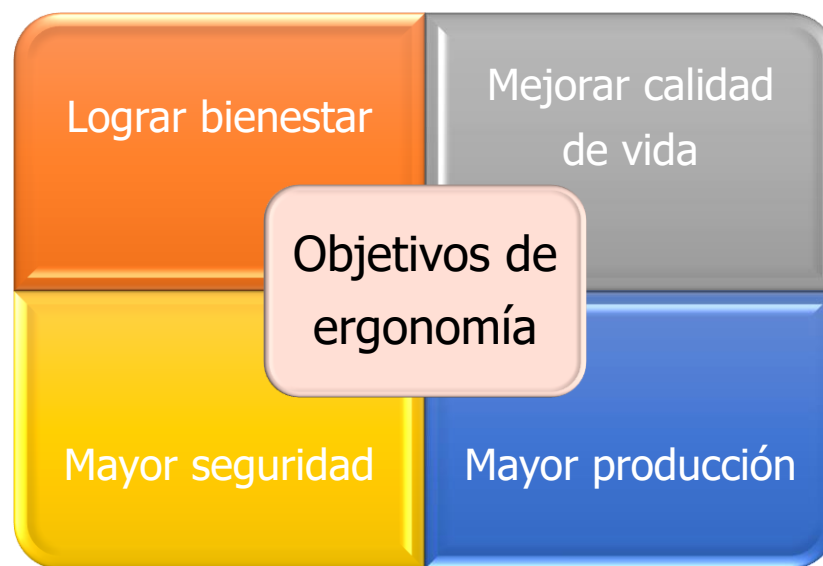 Lograr bienestar
Mejorar calidad
de vida
Objetivos de
ergonomía
Mayor seguridad
Mayor producción